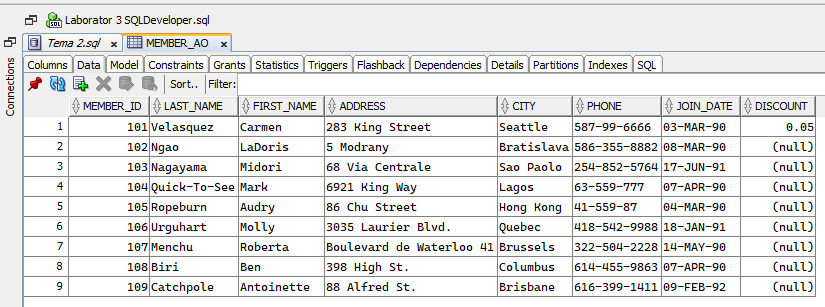 Laborator 3 SQLDeveloper.sql
Tema 2.sql × MEMBER_AO ×
Columns Data Model Constraints Grants Statistics Triggers Flashback Dependencies Details Partitions Indexes SQL
Sort.. Filter:
Connections
MEMBER_ID LAST_NAME FIRST_NAME ADDRESS CITY PHONE JOIN_DATE DISCOUNT
1 101 Velasquez Carmen 283 King Street Seattle 587-99-6666 03-MAR-90 0.05
2 102 Ngao LaDoris 5 Modrany Bratislava 586-355-8882 08-MAR-90 (null)
3 103 Nagayama Midori 68 Via Centrale Sao Paolo 254-852-5764 17-JUN-91 (null)
4 104 Quick-To-See Mark 6921 King Way Lagos 63-559-777 07-APR-90 (null)
5 105 Ropeburn Audry 86 Chu Street Hong Kong 41-559-87 04-MAR-90 (null)
6 106 Urguhart Molly 3035 Laurier Blvd. Quebec 418-542-9988 18-JAN-91 (null)
7 107 Menchu Roberta Boulevard de Waterloo 41 Brussels 322-504-2228 14-MAY-90 (null)
8 108 Biri Ben 398 High St. Columbus 614-455-9863 07-APR-90 (null)
9 109 Catchpole Antoinette 88 Alfred St. Brisbane 616-399-1411 09-FEB-92 (null)